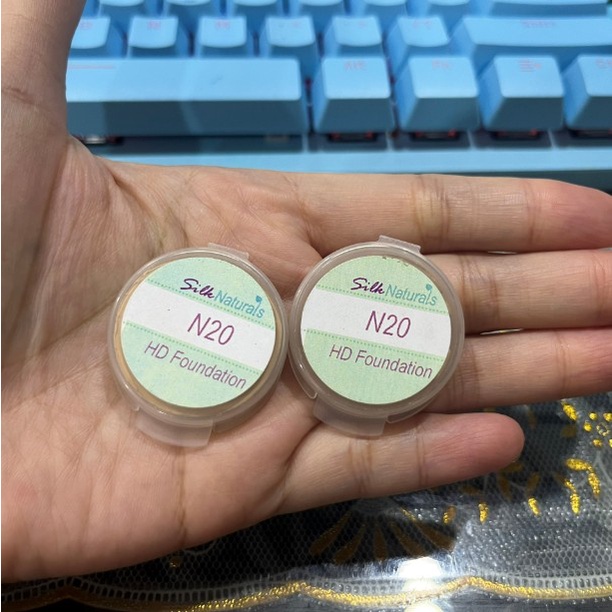 Silk Naturals
N20
HD Foundation
Silk Naturals
N20
HD Foundation